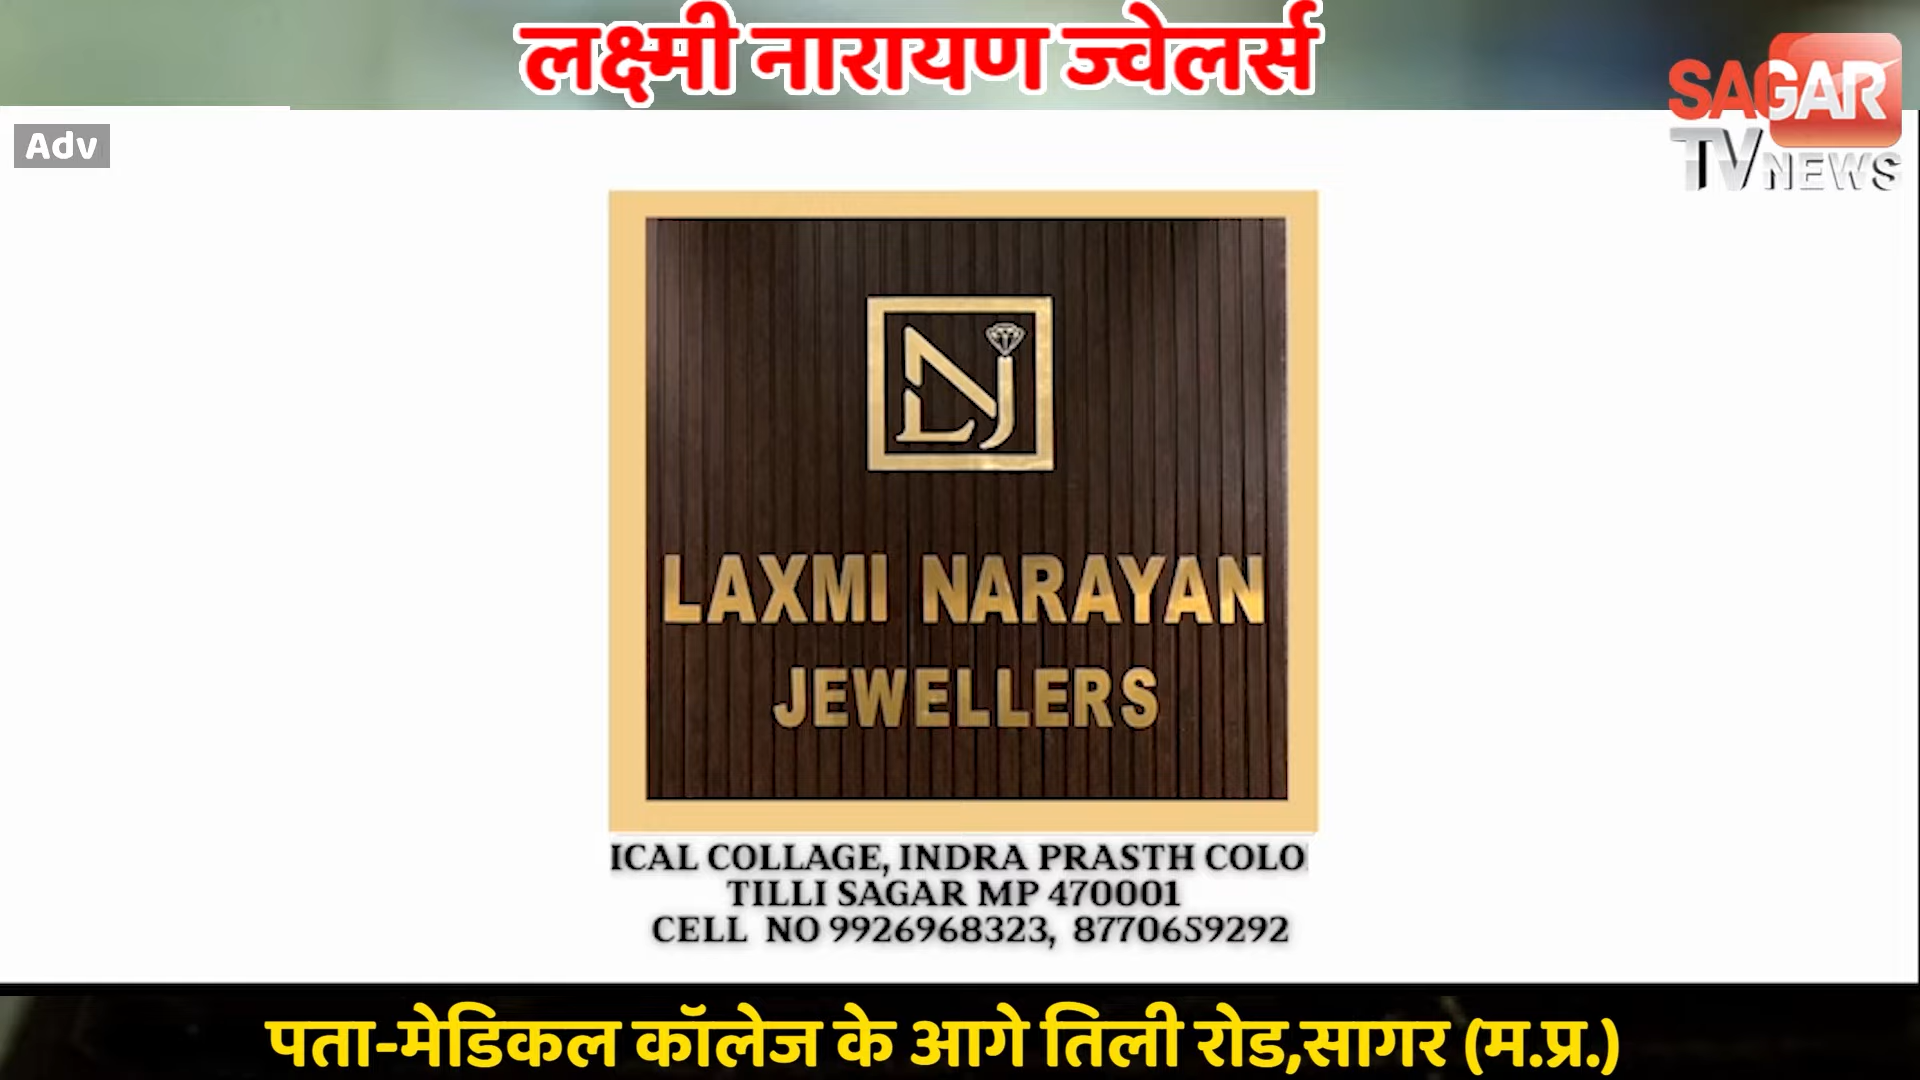 लक्ष्मी नारायण ज्वेलर्स
SAGAR
TV NEWS
Adv
LNJ
LAXMI NARAYAN
JEWELLERS
ICAL COLLAGE, INDRA PRASTH COLO
TILLI SAGAR MP 470001
CELL NO 9926968323, 8770659292
पता-मेडिकल कॉलेज के आगे तिली रोड,सागर (म.प्र.)